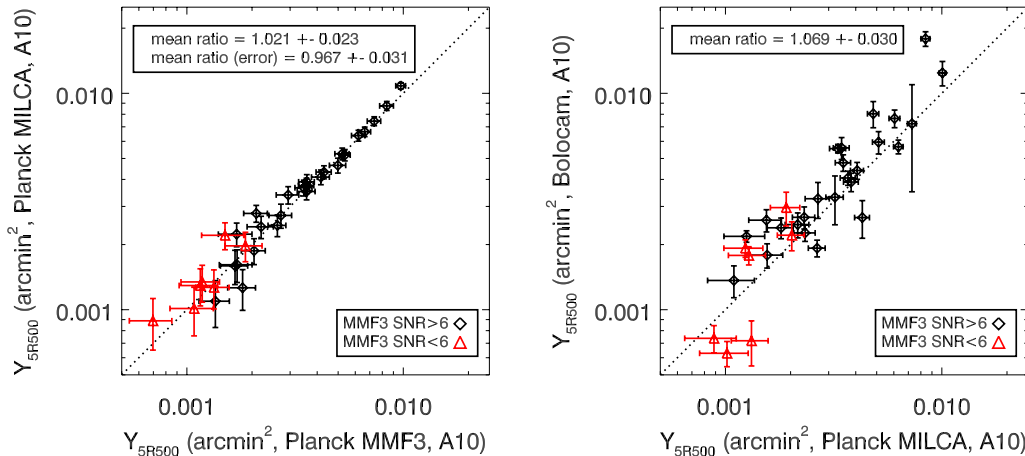 mean ratio = 1.021 +- 0.023
mean ratio (error) = 0.967 +- 0.031
0.010
0.001
Y5R500 (arcmin2, Planck MILCA, A10)
MMF3 SNR>6
MMF3 SNR<6
0.001 0.010
Y5R500 (arcmin2, Planck MMF3, A10)
mean ratio = 1.069 +- 0.030
0.010
0.001
Y5R500 (arcmin2, Bolocam, A10)
MMF3 SNR>6
MMF3 SNR<6
0.001 0.010
Y5R500 (arcmin2, Planck MILCA, A10)